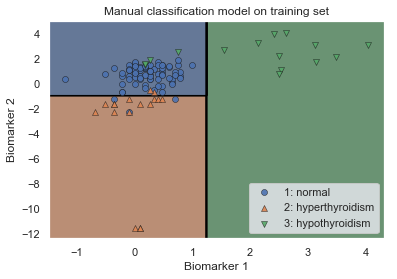 Manual classification model on training set
Biomarker 2
4
2
0
−2
−4
−6
−8
−10
−12
1: normal
2: hyperthyroidism
3: hypothyroidism
−1
0
1
2
3
4
Biomarker 1